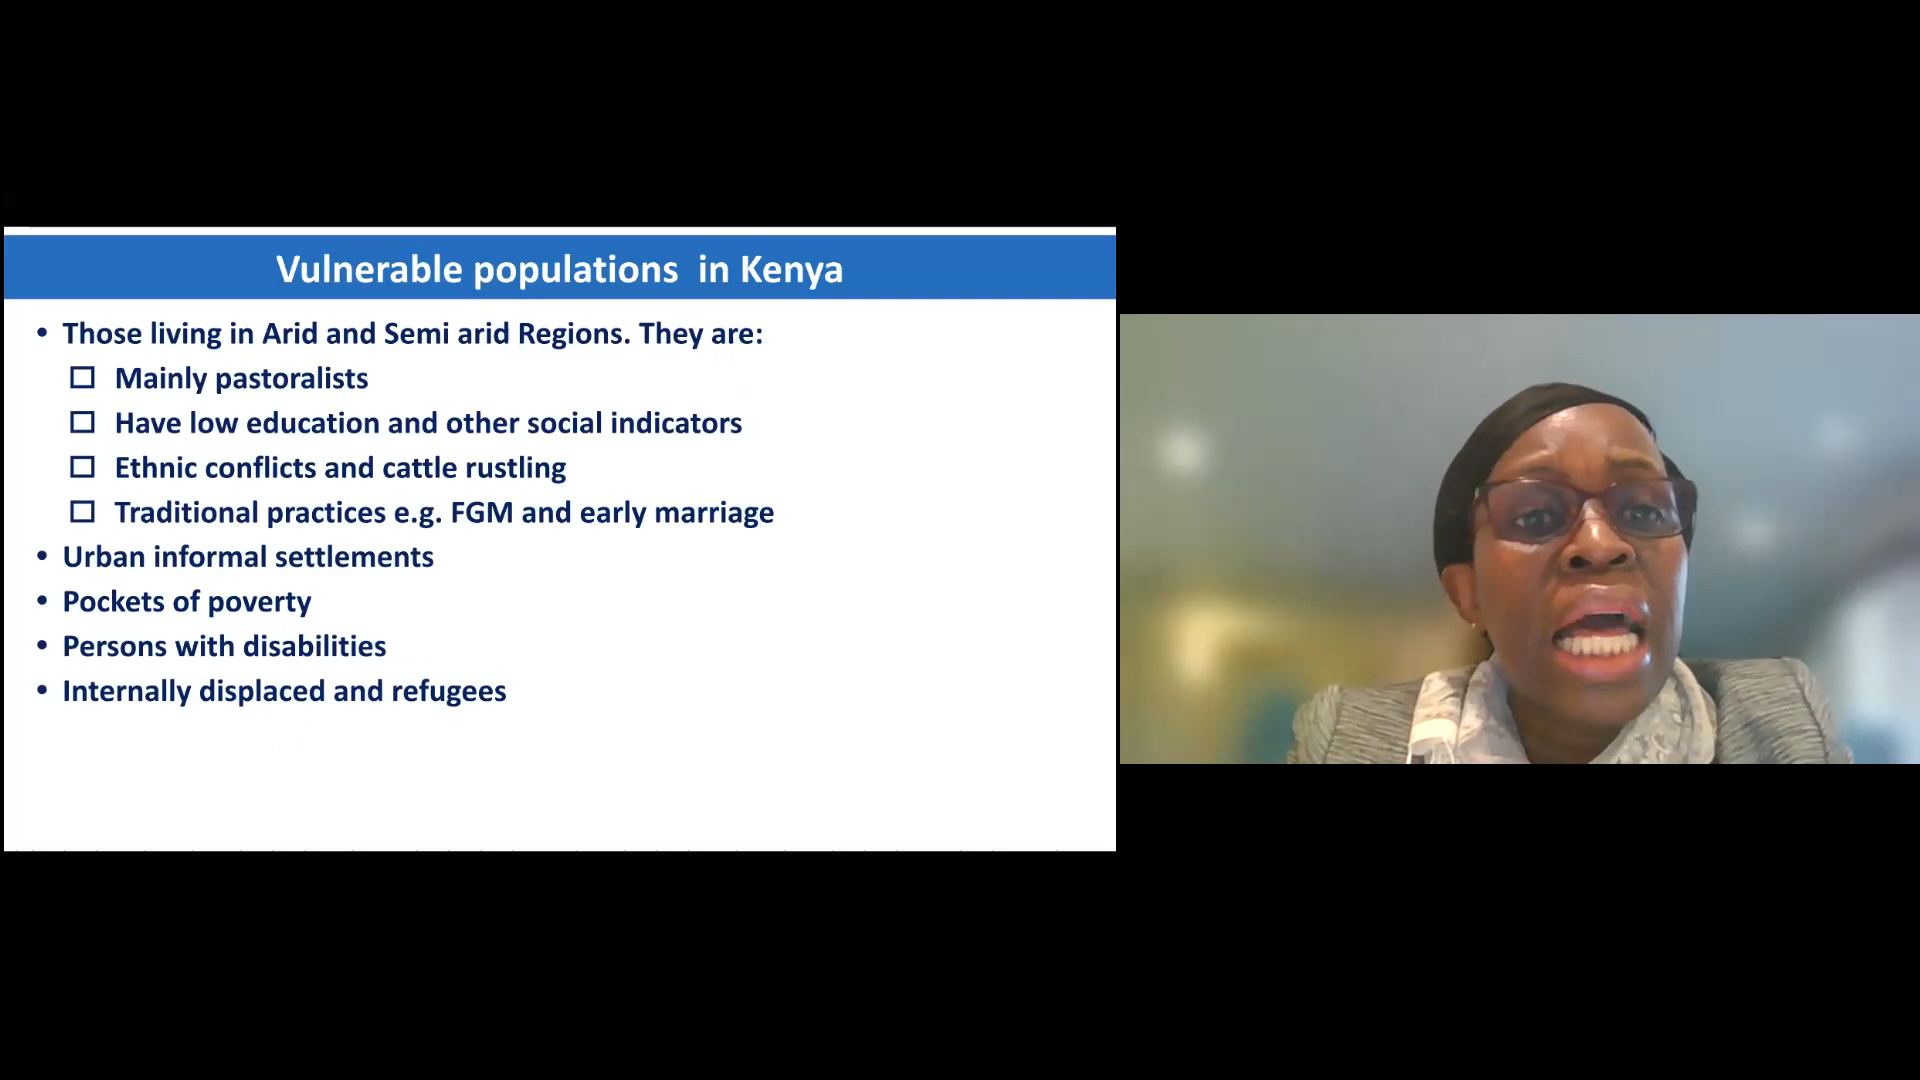 Vulnerable populations  in Kenya
• Those living in Arid and Semi arid Regions. They are:
☐ Mainly pastoralists
☐ Have low education and other social indicators
☐ Ethnic conflicts and cattle rustling
☐ Traditional practices e.g. FGM and early marriage
• Urban informal settlements
• Pockets of poverty
• Persons with disabilities
• Internally displaced and refugees